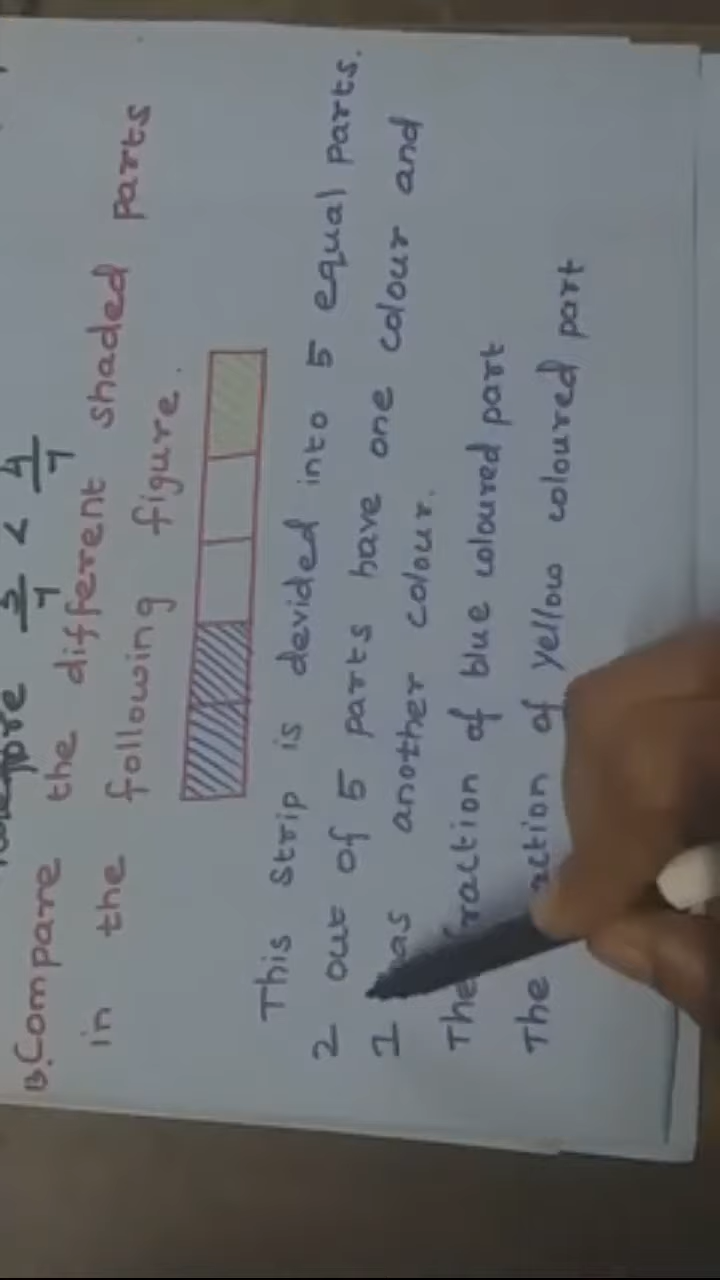 3/7 < 4/7
B. Compare the different shaded parts
in the following figure.
This strip is devided into 5 equal parts.
2 out of 5 parts have one colour and
1 has another colour.
The fraction of blue coloured part
The of yellow coloured part